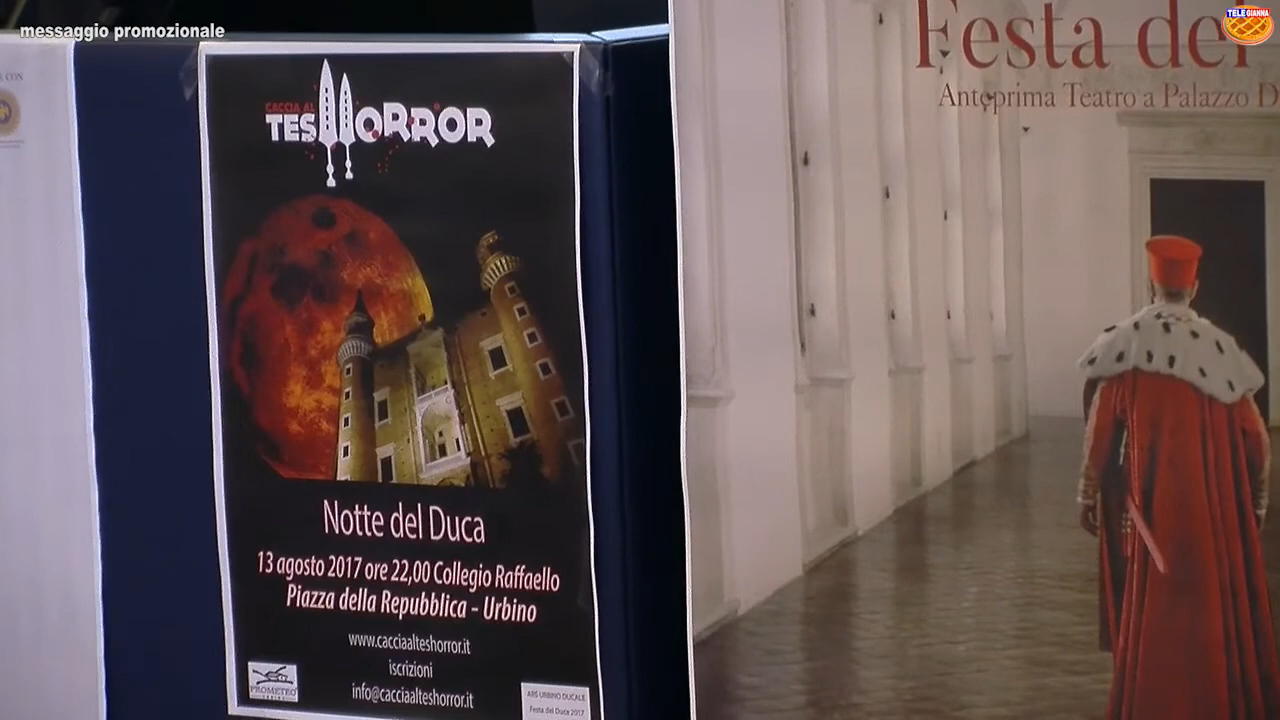 messaggio promozionale
TELEGIANNA
CON
CACCIA AL
TESHORROR
Notte del Duca
13 agosto 2017 ore 22,00 Collegio Raffaello
Piazza della Repubblica - Urbino
www.cacciaalteshorror.it
iscrizioni
info@cacciaalteshorror.it
PROMETEO
ARS URBINO DUCALE
Festa del Duca 2017
Festa del
Anteprima Teatro a Palazzo D